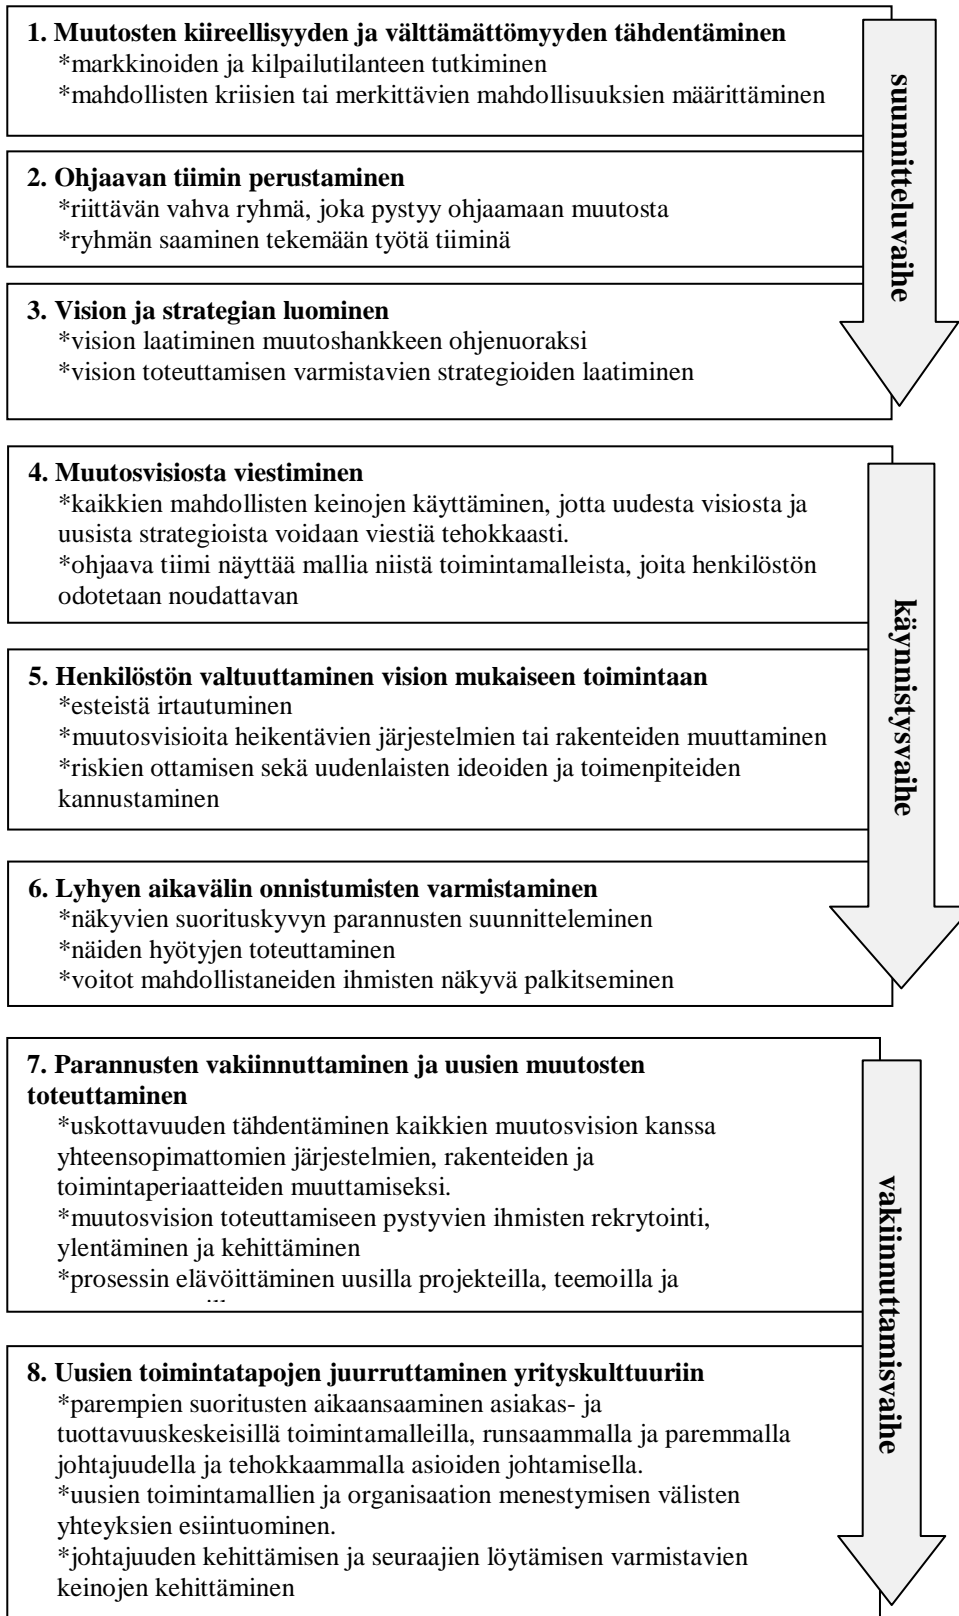 1. Muutosten kiireellisyyden ja välttämättömyyden tähdentäminen
*markkinoiden ja kilpailutilanteen tutkiminen
*mahdollisten kriisien tai merkittävien mahdollisuuksien määrittäminen
2. Ohjaavan tiimin perustaminen
*riittävän vahva ryhmä, joka pystyy ohjaamaan muutosta
*ryhmän saaminen tekemään työtä tiiminä
3. Vision ja strategian luominen
*vision laatiminen muutoshankkeen ohjenuoraksi
*vision toteuttamisen varmistavien strategioiden laatiminen
suunnitteluvaihe
4. Muutosvisiosta viestiminen
*kaikkien mahdollisten keinojen käyttäminen, jotta uudesta visiosta ja
uusista strategioista voidaan viestiä tehokkaasti.
*ohjaava tiimi näyttää mallia niistä toimintamalleista, joita henkilöstön
odotetaan noudattavan
5. Henkilöstön valtuuttaminen vision mukaiseen toimintaan
*esteistä irtautuminen
*muutosvisioita heikentävien järjestelmien tai rakenteiden muuttaminen
*riskien ottamisen sekä uudenlaisten ideoiden ja toimenpiteiden
kannustaminen
6. Lyhyen aikavälin onnistumisten varmistaminen
*näkyvien suorituskyvyn parannusten suunnitteleminen
*näiden hyötyjen toteuttaminen
*voitot mahdollistaneiden ihmisten näkyvä palkitseminen
käynnistysvaihe
7. Parannusten vakiinnuttaminen ja uusien muutosten
toteuttaminen
*uskottavuuden tähdentäminen kaikkien muutosvision kanssa
yhteensopimattomien järjestelmien, rakenteiden ja
toimintaperiaatteiden muuttamiseksi.
*muutosvision toteuttamiseen pystyvien ihmisten rekrytointi,
ylentäminen ja kehittäminen
*prosessin elävöittäminen uusilla projekteilla, teemoilla ja
8. Uusien toimintatapojen juurruttaminen yrityskulttuuriin
*parempien suoritusten aikaansaaminen asiakas- ja
tuottavuuskeskeisillä toimintamalleilla, runsaammalla ja paremmalla
johtajuudella ja tehokkaammalla asioiden johtamisella.
*uusien toimintamallien ja organisaation menestymisen välisten
yhteyksien esiintuominen.
*johtajuuden kehittämisen ja seuraajien löytämisen varmistavien
keinojen kehittäminen
vakiinnuttamisvaihe